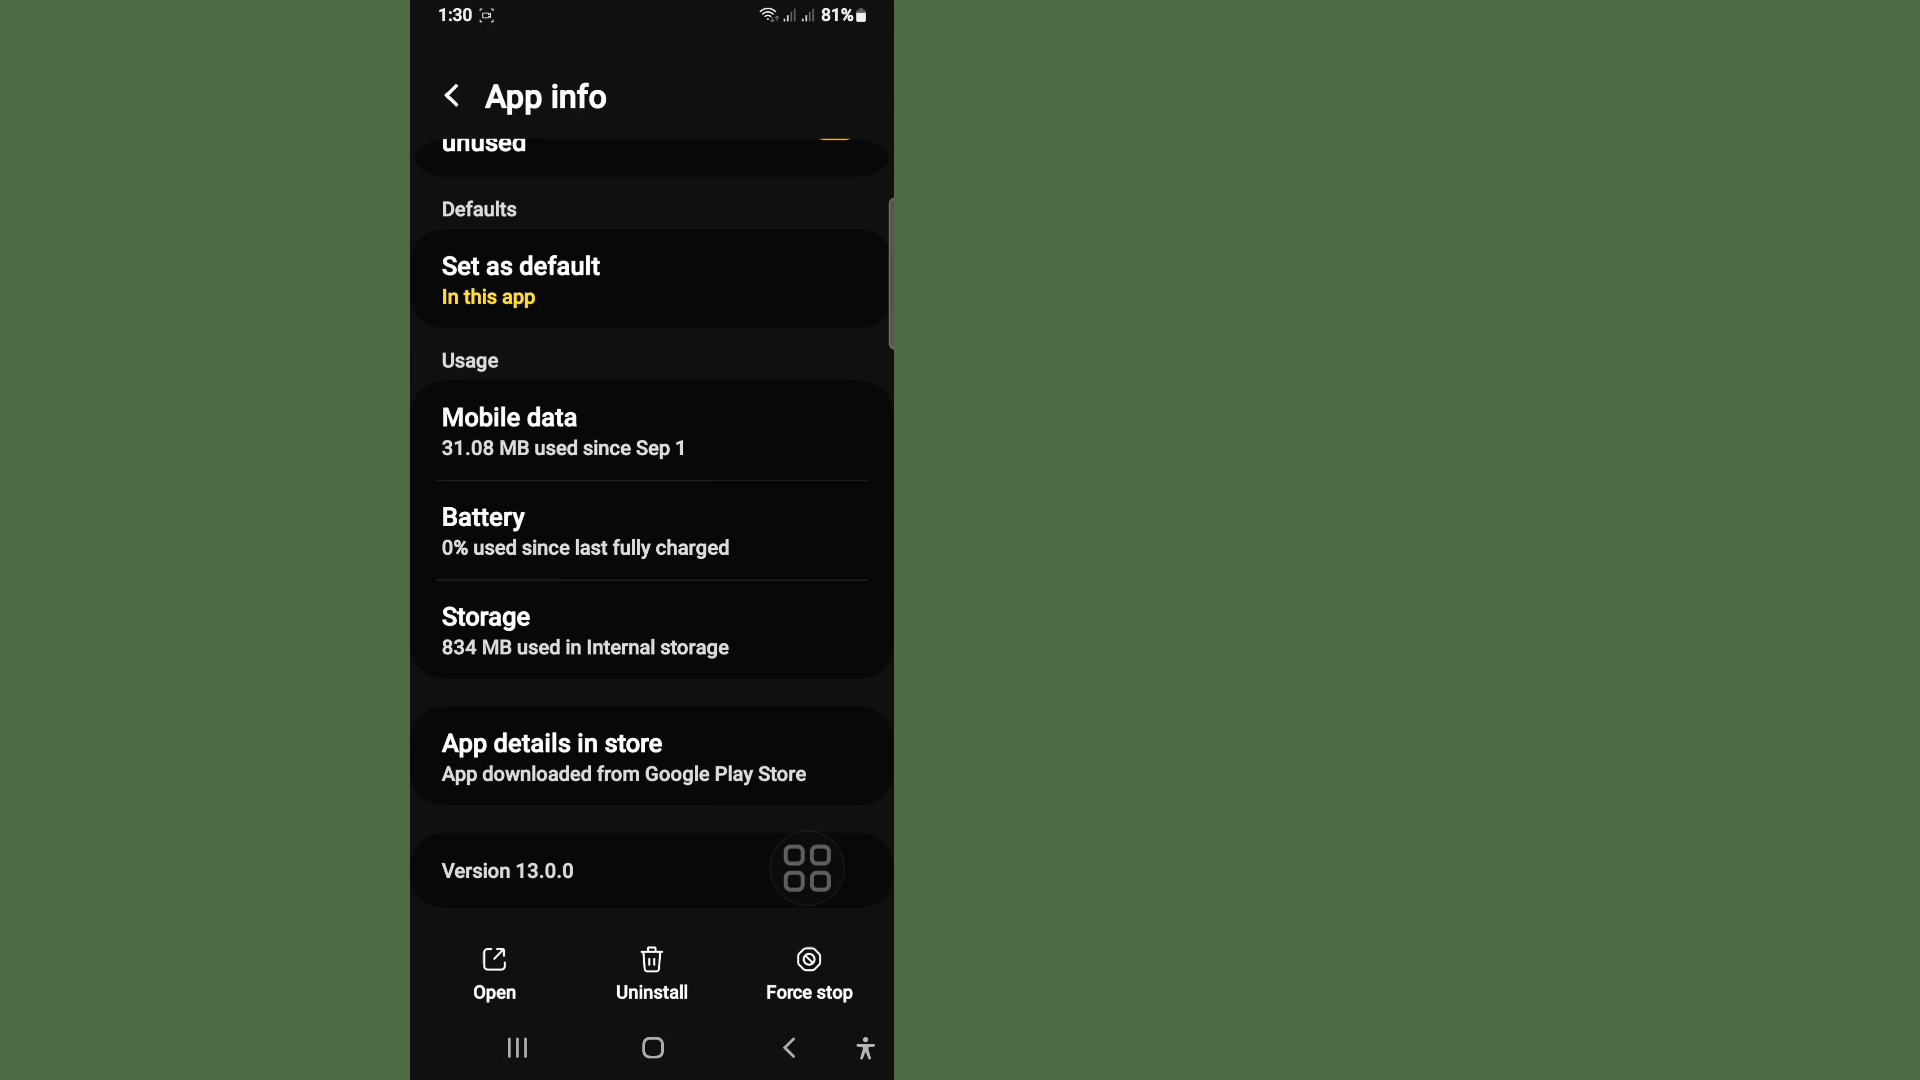 1:30
81%
App info
unused
Defaults
Set as default
In this app
Usage
Mobile data
31.08 MB used since Sep 1
Battery
0% used since last fully charged
Storage
834 MB used in Internal storage
App details in store
App downloaded from Google Play Store
Version 13.0.0
Open
Uninstall
Force stop